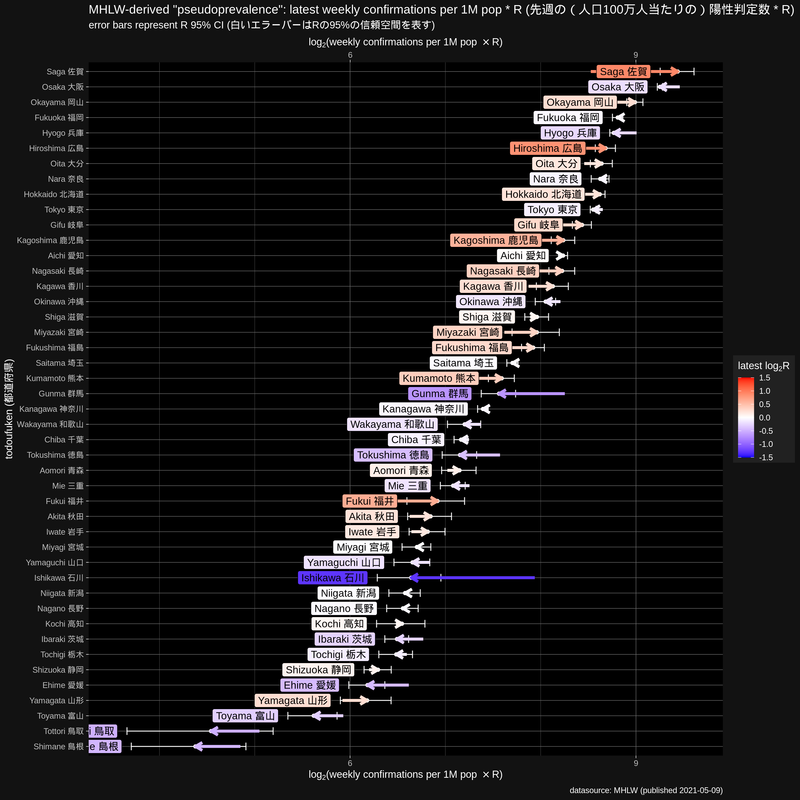 MHLW-derived "pseudoprevalence": latest weekly confirmations per 1M pop * R (先週の ( 人口100万人当たりの ) 陽性判定数 * R)
error bars represent R 95% CI (白いエラーバーはRの95%の信頼空間を表す)
log2(weekly confirmations per 1M pop × R)
6 9
Saga 佐賀 Saga 佐賀
Osaka 大阪 Osaka 大阪
Okayama 岡山 Okayama 岡山
Fukuoka 福岡 Fukuoka 福岡
Hyogo 兵庫 Hyogo 兵庫
Hiroshima 広島 Hiroshima 広島
Oita 大分 Oita 大分
Nara 奈良 Nara 奈良
Hokkaido 北海道 Hokkaido 北海道
Tokyo 東京 Tokyo 東京
Gifu 岐阜 Gifu 岐阜
Kagoshima 鹿児島 Kagoshima 鹿児島
Aichi 愛知 Aichi 愛知
Nagasaki 長崎 Nagasaki 長崎
Kagawa 香川 Kagawa 香川
Okinawa 沖縄 Okinawa 沖縄
Shiga 滋賀 Shiga 滋賀
Miyazaki 宮崎 Miyazaki 宮崎
Fukushima 福島 Fukushima 福島
Saitama 埼玉 Saitama 埼玉
Kumamoto 熊本 Kumamoto 熊本
Gunma 群馬 Gunma 群馬
Kanagawa 神奈川 Kanagawa 神奈川
Wakayama 和歌山 Wakayama 和歌山
Chiba 千葉 Chiba 千葉
Tokushima 徳島 Tokushima 徳島
Aomori 青森 Aomori 青森
Mie 三重 Mie 三重
Fukui 福井 Fukui 福井
Akita 秋田 Akita 秋田
Iwate 岩手 Iwate 岩手
Miyagi 宮城 Miyagi 宮城
Yamaguchi 山口 Yamaguchi 山口
Ishikawa 石川 Ishikawa 石川
Niigata 新潟 Niigata 新潟
Nagano 長野 Nagano 長野
Kochi 高知 Kochi 高知
Ibaraki 茨城 Ibaraki 茨城
Tochigi 栃木 Tochigi 栃木
Shizuoka 静岡 Shizuoka 静岡
Ehime 愛媛 Ehime 愛媛
Yamagata 山形 Yamagata 山形
Toyama 富山 Toyama 富山
Tottori 鳥取 鳥取
Shimane 島根 e 島根
6 9
log2(weekly confirmations per 1M pop × R)
todoufuken (都道府県)
latest log2R
1.5
1.0
0.5
0.0
-0.5
-1.0
-1.5
datasource: MHLW (published 2021-05-09)